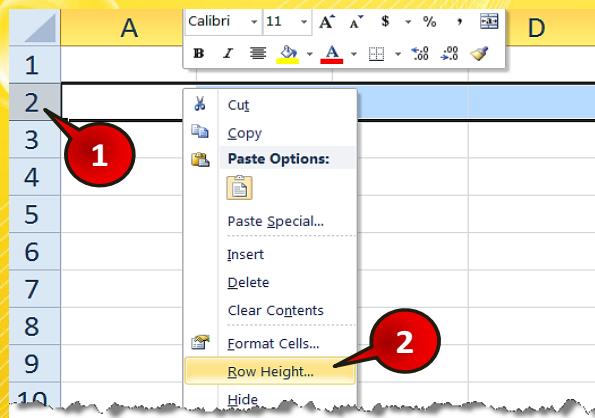 Calibri 11 A A $ % ,
B I A .00 .00
A D
1
2
1
3
4
5
6
7
8
9
10
Cut
Copy
Paste Options:
Paste Special...
Insert
Delete
Clear Contents
Format Cells...
Row Height...
2
Hide